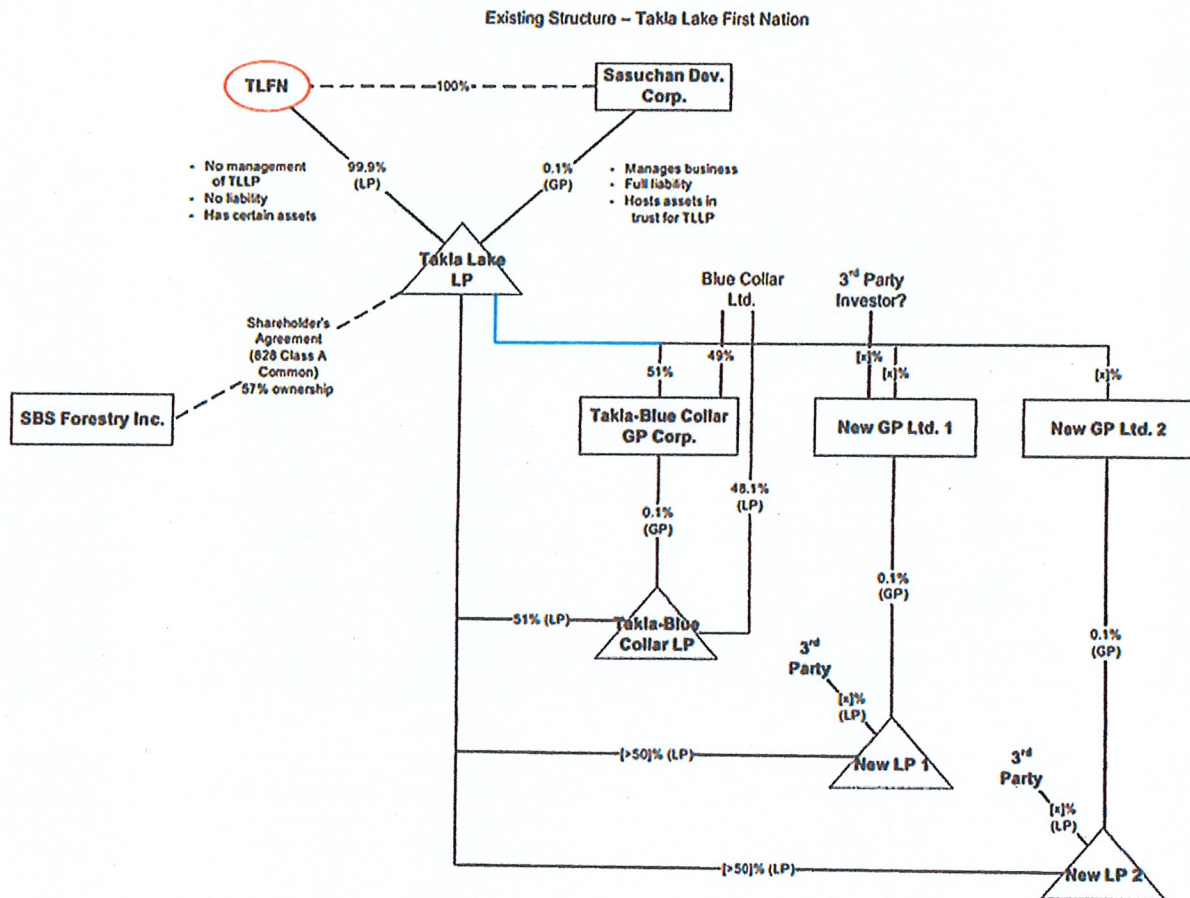 Existing Structure – Takla Lake First Nation
TLFN
100%
Sasuchan Dev.
Corp.
• No management
of TLLP
• No liability
• Has certain assets
99.9%
(LP)
0.1%
(GP)
• Manages business
• Full liability
• Hosts assets in
trust for TLLP
Takla Lake
LP
Blue Collar
Ltd.
3rd Party
Investor?
Shareholder's
Agreement
(828 Class A
Common)
57% ownership
SBS Forestry Inc.
51%
49%
[x]%
[x]%
[x]%
Takla-Blue Collar
GP Corp.
New GP Ltd. 1
New GP Ltd. 2
0.1%
(GP)
48.1%
(LP)
0.1%
(GP)
0.1%
(GP)
51% (LP)
Takla-Blue
Collar LP
3rd
Party
[x]%
(LP)
[>50]% (LP)
New LP 1
3rd
Party
[x]%
(LP)
[>50]% (LP)
New LP 2